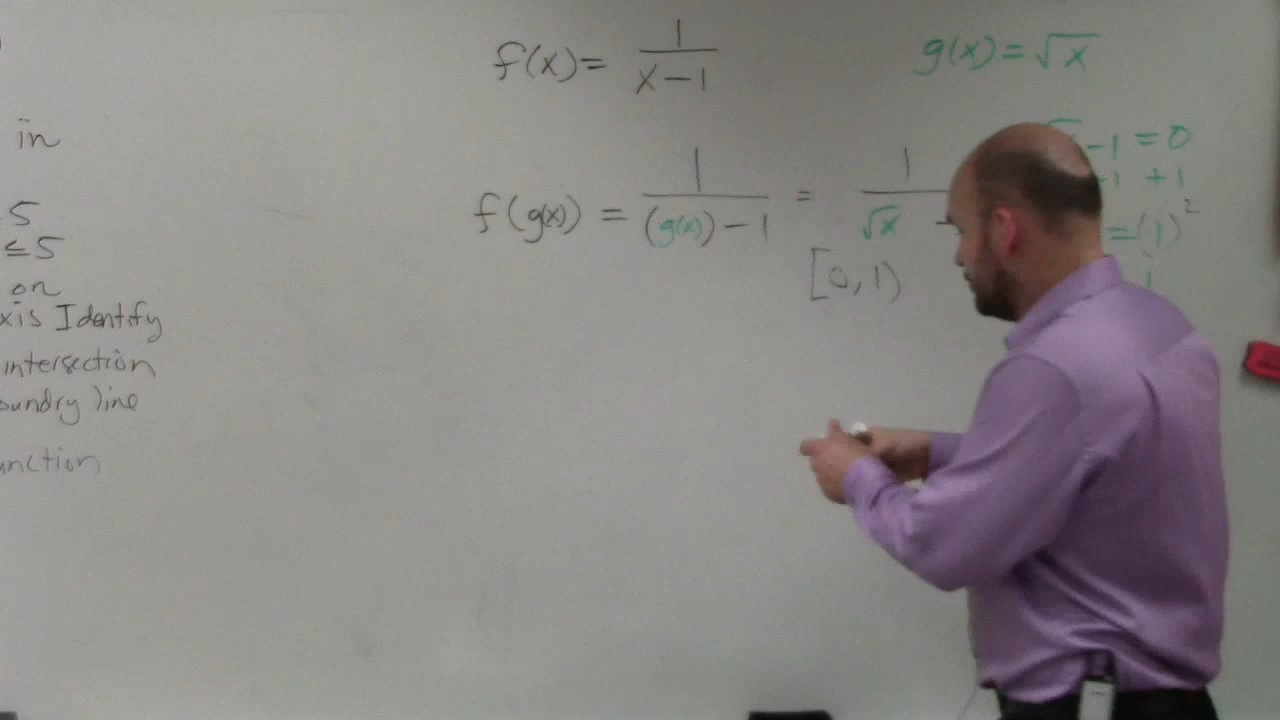 f(x) = 1/(x-1)
g(x) = √x
f(g(x)) = 1/((g(x))-1) = 1/(√x -
-1 = 0
+1
=(1)²
1
[0,1)
in
5
≤5
on
xis Identify
intersection
oundry line
unction